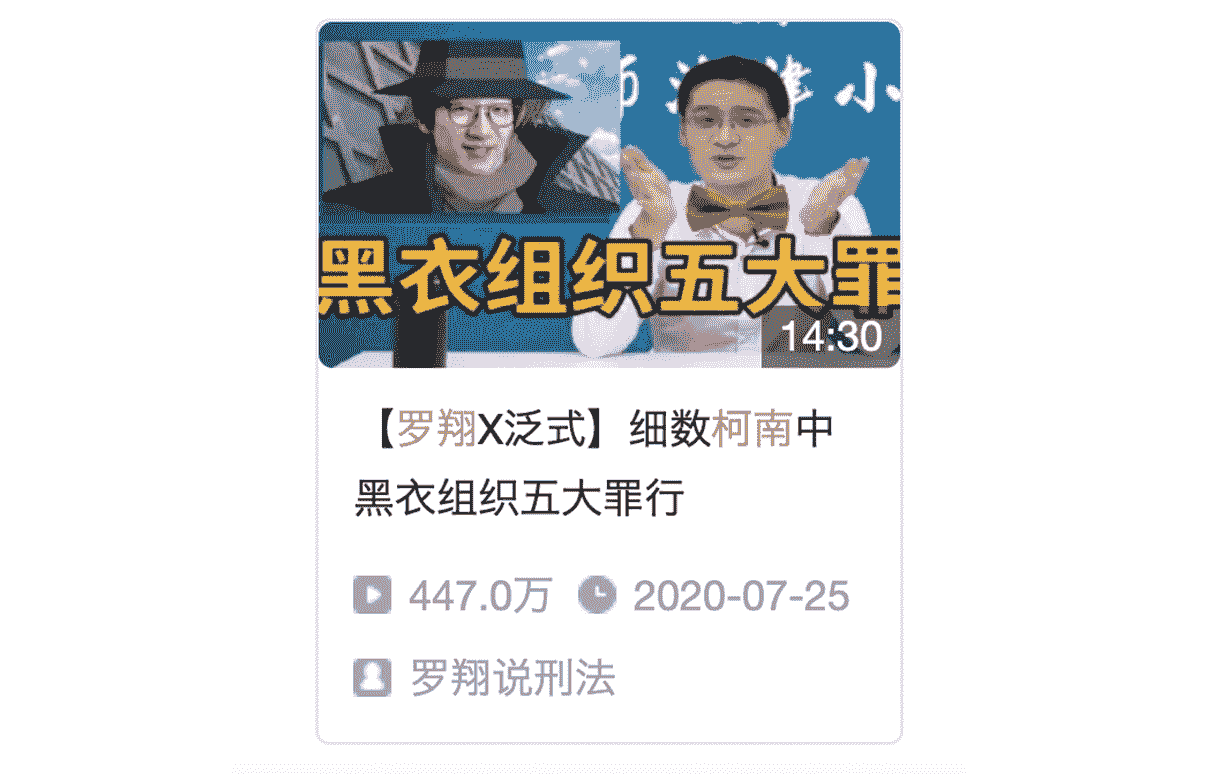 小
黑衣组织五大罪
14:30
【罗翔X泛式】细数柯南中
黑衣组织五大罪行
447.0万 2020-07-25
罗翔说刑法